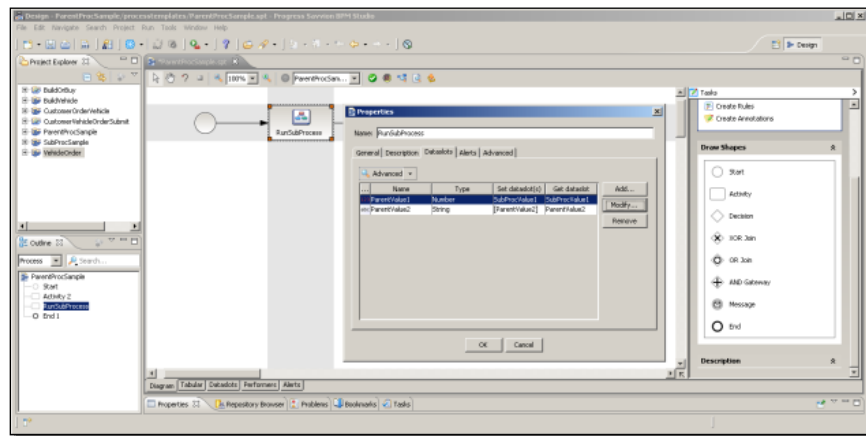 Design - ParentProcSample/processtemplates/ParentProcSample.spt - Progress Savvion BPM Studio
File Edit Navigate Search Project Run Tools Window Help
Design
Project Explorer
BuildOrBuy
BuildVehicle
CustomerOrderVehicle
CustomerVehicleOrderSubmit
ParentProcSample
SubProcSample
VehicleOrder
*ParentProcSample.spt
100%
ParentProcSam...
RunSubProcess
Properties
Name: RunSubProcess
General Description Dataslots Alerts Advanced
Advanced
... Name Type Set dataslot(s) Get dataslot
ParentValue1 Number SubProcValue1 SubProcValue1
ParentValue2 String [ParentValue2] ParentValue2
Add...
Modify...
Remove
OK Cancel
Outline
Process Search...
ParentProcSample
Start
Activity 2
RunSubProcess
End 1
Tasks
Create Rules
Create Annotations
Draw Shapes
Start
Activity
Decision
XOR Join
OR Join
AND Gateway
Message
End
Description
Diagram Tabular Dataslots Performers Alerts
Properties Repository Browser Problems Bookmarks Tasks